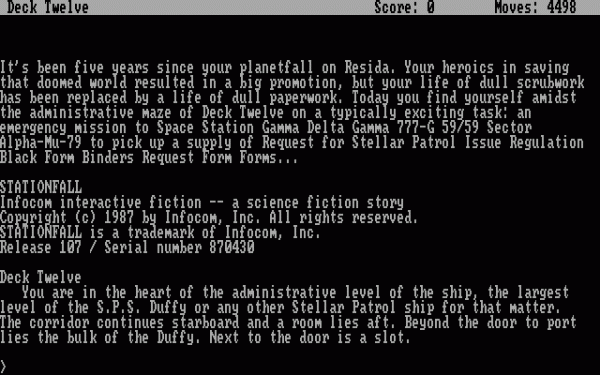 Deck Twelve Score: 0 Moves: 4498
It's been five years since your planetfall on Resida. Your heroics in saving
that doomed world resulted in a big promotion, but your life of dull scrubwork
has been replaced by a life of dull paperwork. Today you find yourself amidst
the administrative maze of Deck Twelve on a typically exciting task: an
emergency mission to Space Station Gamma Delta Gamma 777-G 59/59 Sector
Alpha-Mu-79 to pick up a supply of Request for Stellar Patrol Issue Regulation
Black Form Binders Request Form Forms...
STATIONFALL
Infocom interactive fiction -- a science fiction story
Copyright (c) 1987 by Infocom, Inc. All rights reserved.
STATIONFALL is a trademark of Infocom, Inc.
Release 107 / Serial number 870430
Deck Twelve
You are in the heart of the administrative level of the ship, the largest
level of the S.P.S. Duffy or any other Stellar Patrol ship for that matter.
The corridor continues starboard and a room lies aft. Beyond the door to port
lies the bulk of the Duffy. Next to the door is a slot.
>